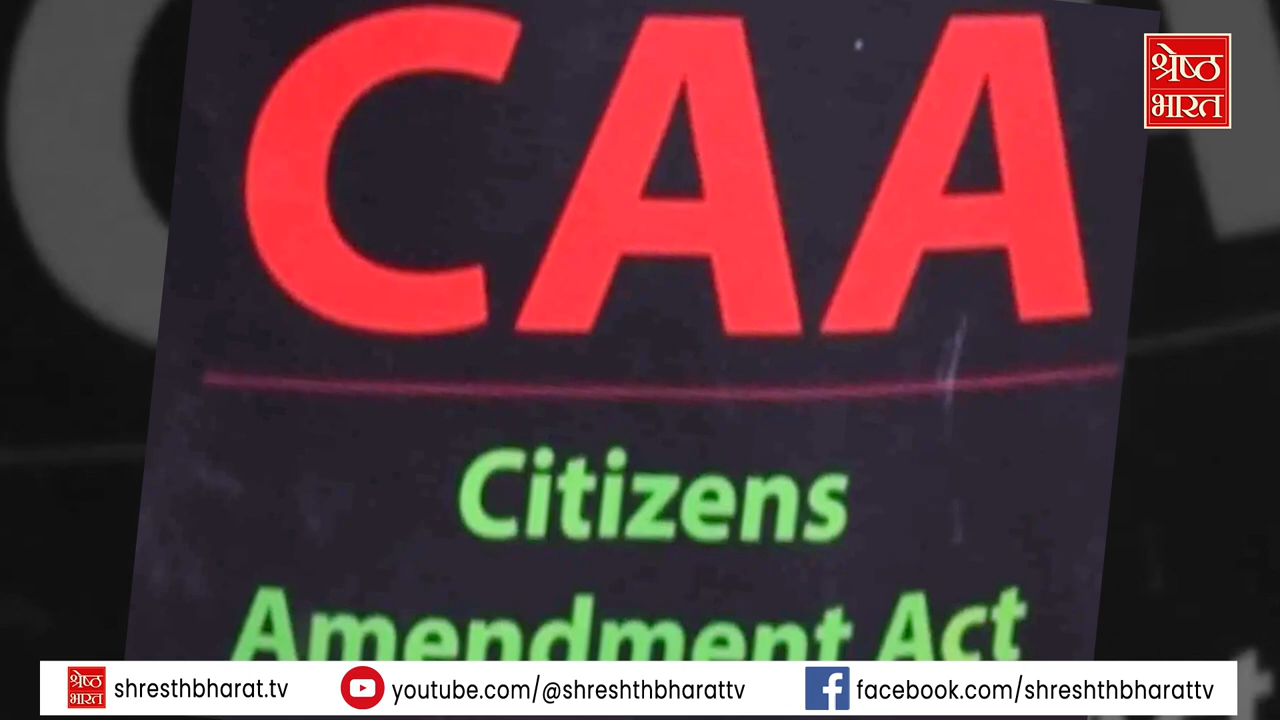 CAA
श्रेष्ठ
भारत
Citizens
Amendment Act
श्रेष्ठ
भारत
shresthbharat.tv
youtube.com/@shreshthbharattv
facebook.com/shreshthbharattv